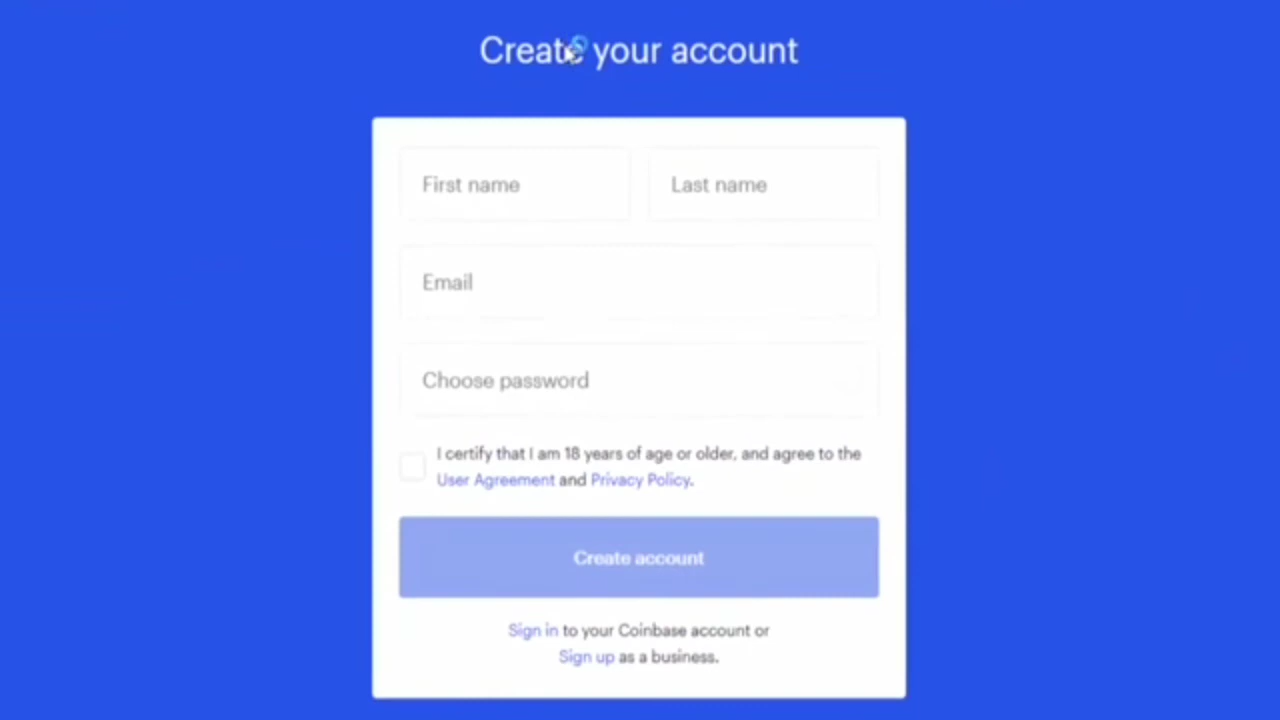 Create your account
First name
Last name
Email
Choose password
I certify that I am 18 years of age or older, and agree to the
User Agreement and Privacy Policy.
Create account
Sign in to your Coinbase account or
Sign up as a business.